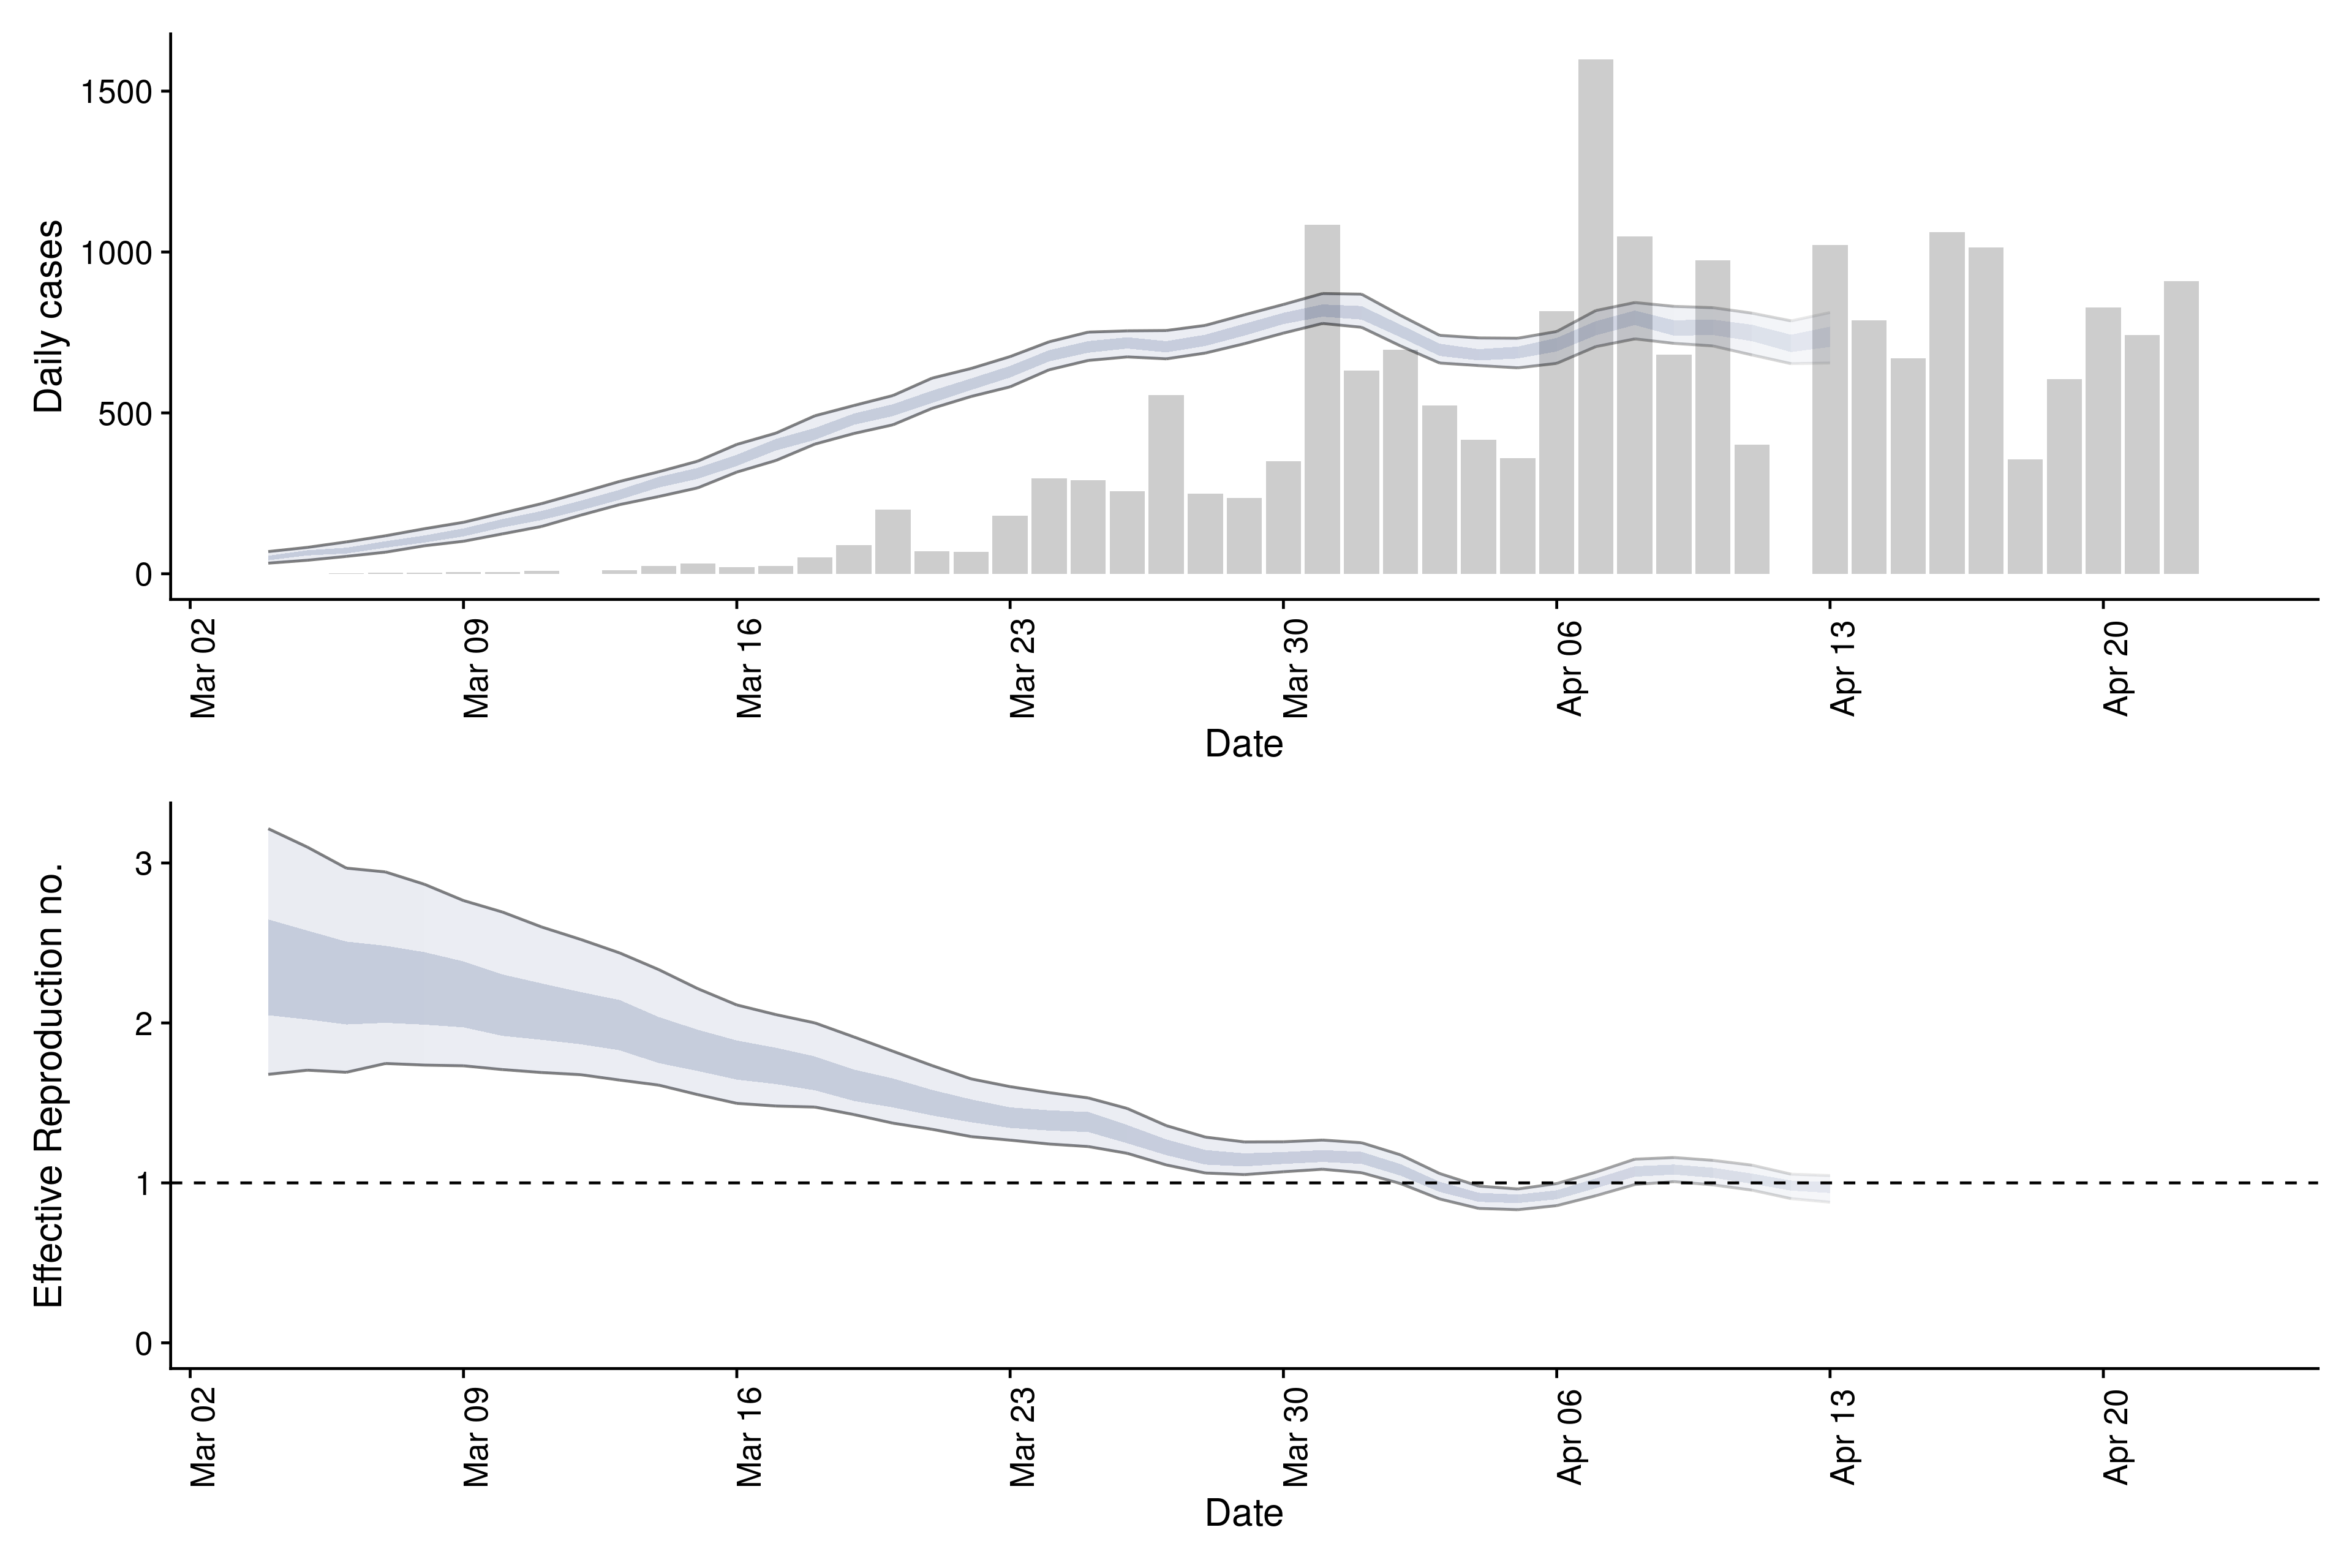 Daily cases
1500
1000
500
0
Mar 02
Mar 09
Mar 16
Mar 23
Mar 30
Apr 06
Apr 13
Apr 20
Date
Effective Reproduction no.
3
2
1
0
Mar 02
Mar 09
Mar 16
Mar 23
Mar 30
Apr 06
Apr 13
Apr 20
Date